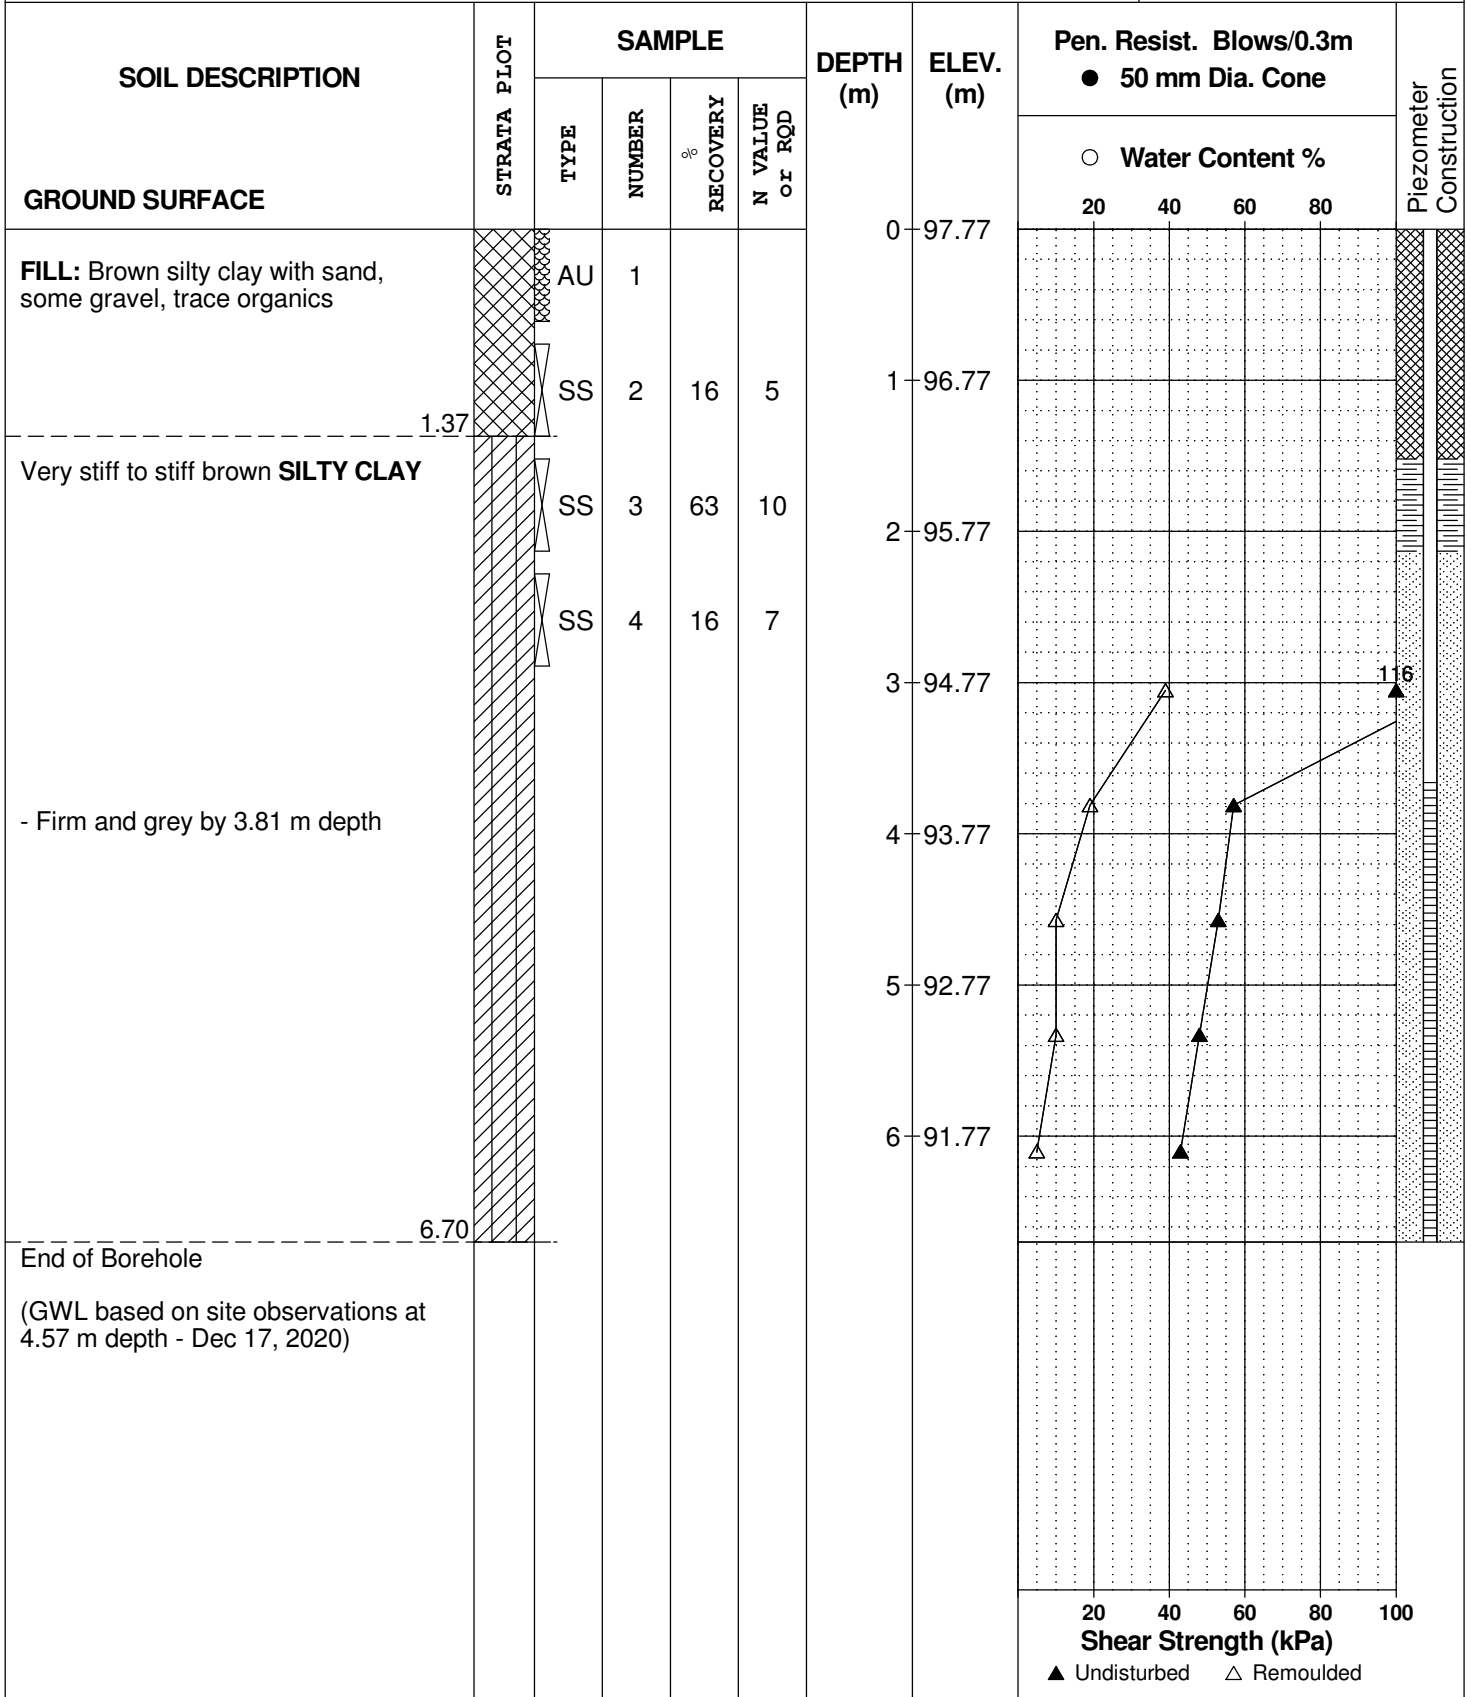 SOIL DESCRIPTION
GROUND SURFACE
STRATA PLOT
SAMPLE
TYPE
NUMBER
% RECOVERY
N VALUE
or RQD
DEPTH
(m)
ELEV.
(m)
Pen. Resist. Blows/0.3m
● 50 mm Dia. Cone
○ Water Content %
20 40 60 80
Piezometer
Construction
0 97.77
FILL: Brown silty clay with sand,
some gravel, trace organics
AU 1
SS 2 16 5
1 96.77
1.37
Very stiff to stiff brown SILTY CLAY
SS 3 63 10
2 95.77
SS 4 16 7
116
3 94.77
- Firm and grey by 3.81 m depth
4 93.77
5 92.77
6 91.77
6.70
End of Borehole
(GWL based on site observations at
4.57 m depth - Dec 17, 2020)
20 40 60 80 100
Shear Strength (kPa)
▲ Undisturbed △ Remoulded